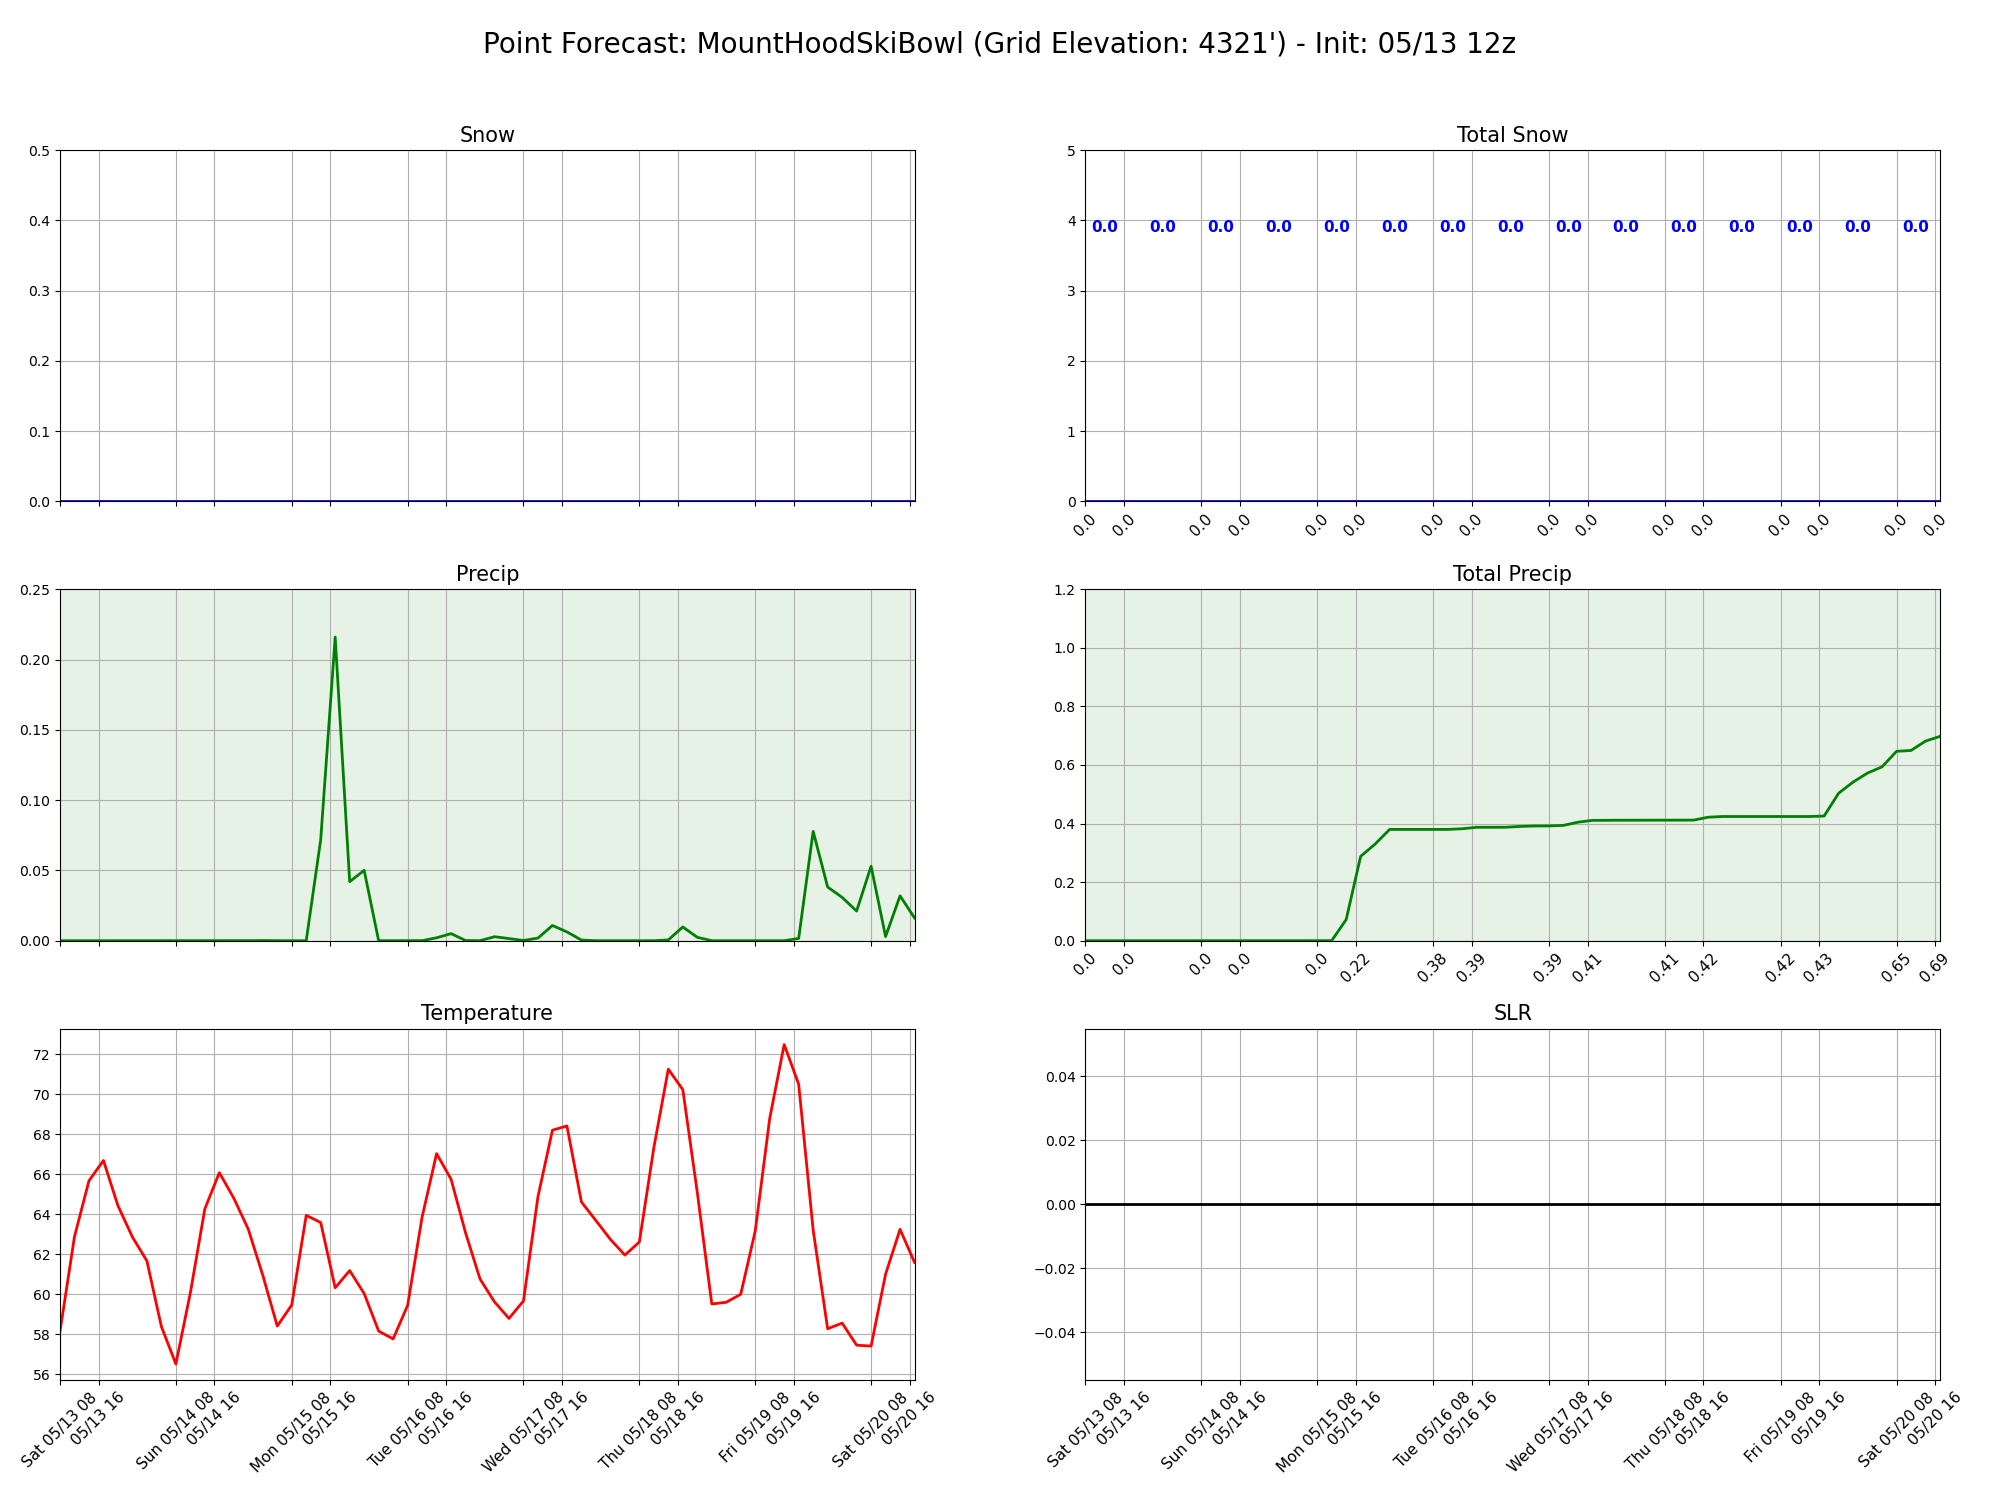 Point Forecast: MountHoodSkiBowl (Grid Elevation: 4321') - Init: 05/13 12z
Snow
0.5
0.4
0.3
0.2
0.1
0.0
Total Snow
5
4
3
2
1
0
0.0 0.0 0.0 0.0 0.0 0.0 0.0 0.0 0.0 0.0 0.0 0.0 0.0 0.0 0.0
0.0 0.0 0.0 0.0 0.0 0.0 0.0 0.0 0.0 0.0 0.0 0.0 0.0 0.0 0.0 0.0
Precip
0.25
0.20
0.15
0.10
0.05
0.00
Total Precip
1.2
1.0
0.8
0.6
0.4
0.2
0.0
0.0 0.0 0.0 0.0 0.0 0.22 0.38 0.39 0.39 0.41 0.41 0.42 0.42 0.43 0.65 0.69
Temperature
72
70
68
66
64
62
60
58
56
Sat 05/13 08
05/13 16
Sun 05/14 08
05/14 16
Mon 05/15 08
05/15 16
Tue 05/16 08
05/16 16
Wed 05/17 08
05/17 16
Thu 05/18 08
05/18 16
Fri 05/19 08
05/19 16
Sat 05/20 08
05/20 16
SLR
0.04
0.02
0.00
−0.02
−0.04
Sat 05/13 08
05/13 16
Sun 05/14 08
05/14 16
Mon 05/15 08
05/15 16
Tue 05/16 08
05/16 16
Wed 05/17 08
05/17 16
Thu 05/18 08
05/18 16
Fri 05/19 08
05/19 16
Sat 05/20 08
05/20 16